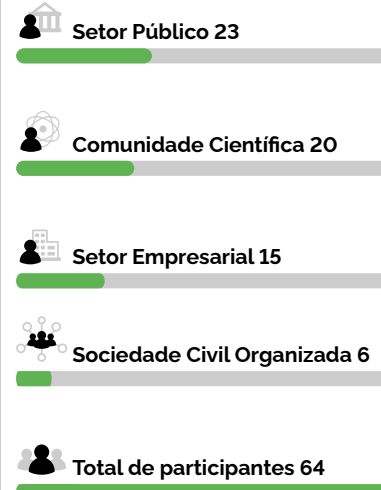 Setor Público 23
Comunidade Científica 20
Setor Empresarial 15
Sociedade Civil Organizada 6
Total de participantes 64